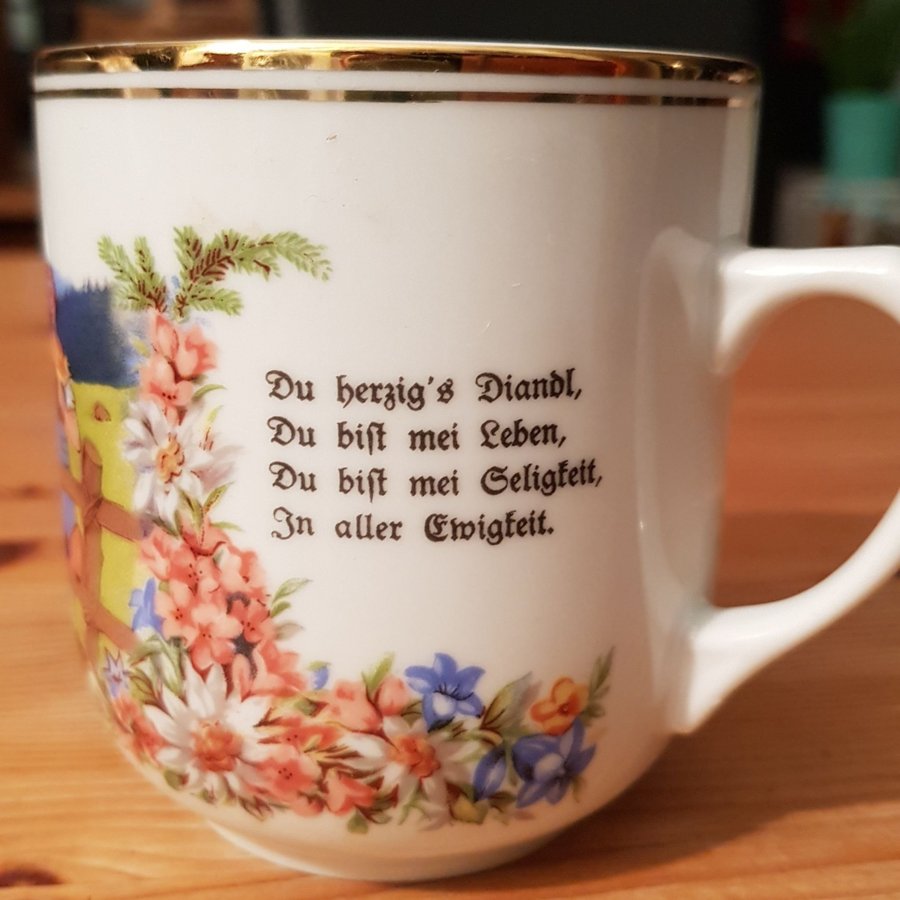 Du herzig's Diandl,
Du bist mei Leben,
Du bist mei Seligkeit,
In aller Ewigkeit.